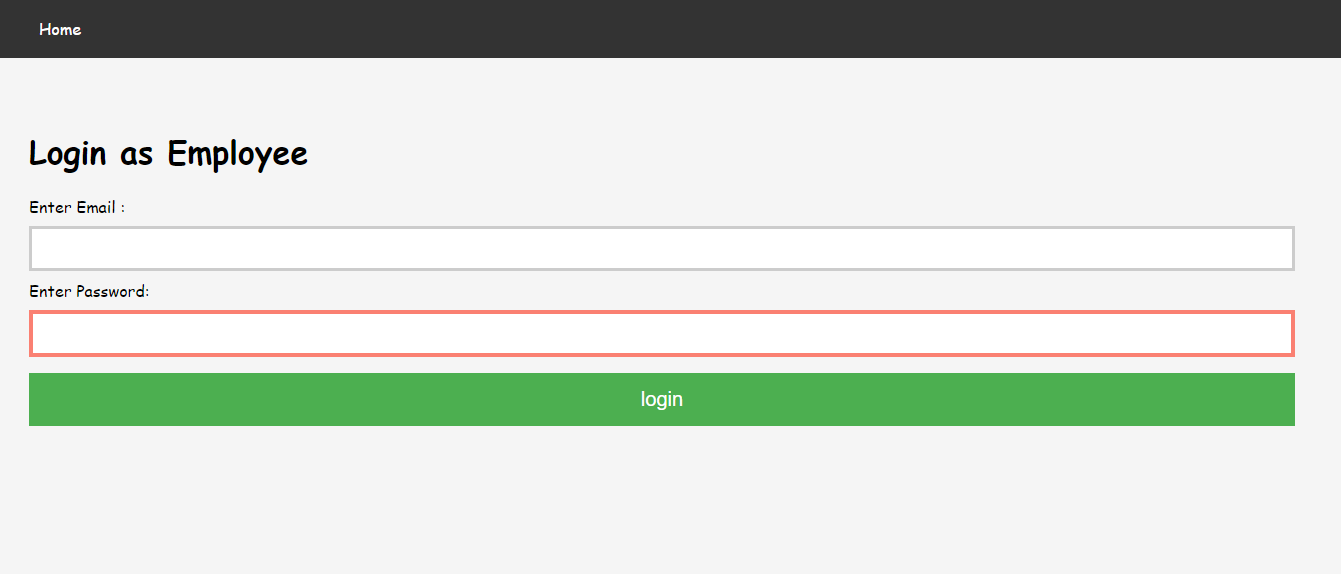 Home
Login as Employee
Enter Email :
Enter Password:
login